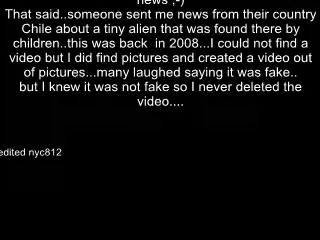 news ;-)
That said..someone sent me news from their country
Chile about a tiny alien that was found there by
children..this was back  in 2008...I could not find a
video but I did find pictures and created a video out
of pictures...many laughed saying it was fake..
but I knew it was not fake so I never deleted the
video....
edited nyc812